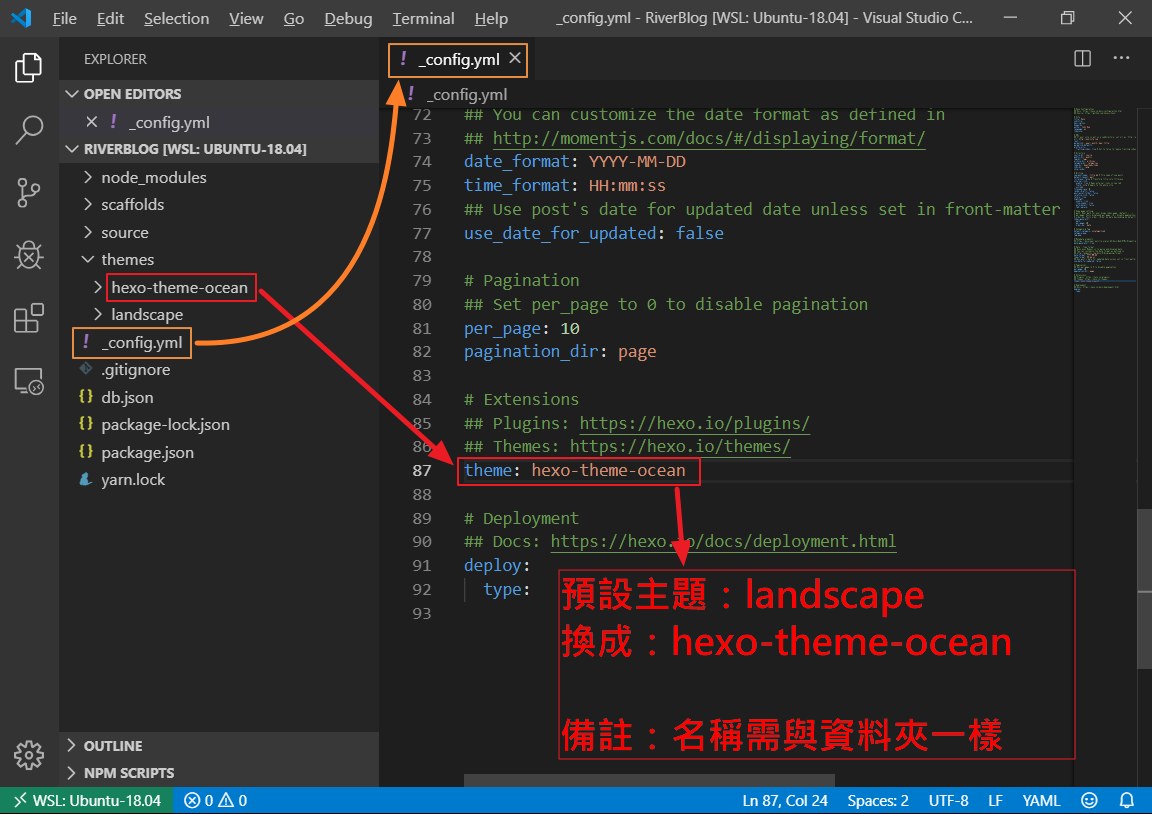 File Edit Selection View Go Debug Terminal Help _config.yml - RiverBlog [WSL: Ubuntu-18.04] - Visual Studio C...
EXPLORER
OPEN EDITORS
_config.yml
RIVERBLOG [WSL: UBUNTU-18.04]
node_modules
scaffolds
source
themes
hexo-theme-ocean
landscape
! _config.yml
.gitignore
{} db.json
{} package-lock.json
{} package.json
yarn.lock
OUTLINE
NPM SCRIPTS
! _config.yml
! _config.yml
72 ## You can customize the date format as defined in
73 ## http://momentjs.com/docs/#/displaying/format/
74 date_format: YYYY-MM-DD
75 time_format: HH:mm:ss
76 ## Use post's date for updated date unless set in front-matter
77 use_date_for_updated: false
78
79 # Pagination
80 ## Set per_page to 0 to disable pagination
81 per_page: 10
82 pagination_dir: page
83
84 # Extensions
85 ## Plugins: https://hexo.io/plugins/
86 ## Themes: https://hexo.io/themes/
87 theme: hexo-theme-ocean
88
89 # Deployment
90 ## Docs: https://hexo.io/docs/deployment.html
91 deploy:
92 type:
93
預設主題：landscape
換成：hexo-theme-ocean
備註：名稱需與資料夾一樣
WSL: Ubuntu-18.04 0 0 Ln 87, Col 24 Spaces: 2 UTF-8 LF YAML